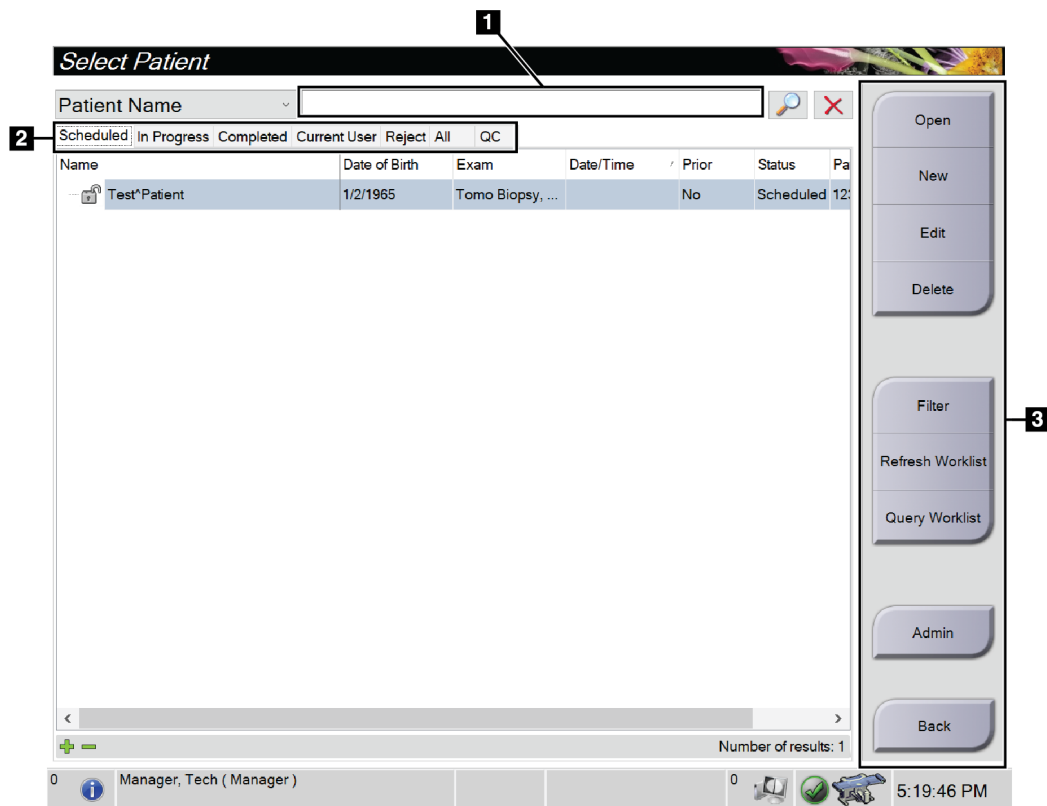 1
Select Patient
Patient Name
2
Scheduled In Progress Completed Current User Reject All QC
Name Date of Birth Exam Date/Time Prior Status Pa
Test^Patient 1/2/1965 Tomo Biopsy, ... No Scheduled 12
Open
New
Edit
Delete
Filter
3
Refresh Worklist
Query Worklist
Admin
Back
Number of results: 1
0 Manager, Tech ( Manager ) 0 5:19:46 PM